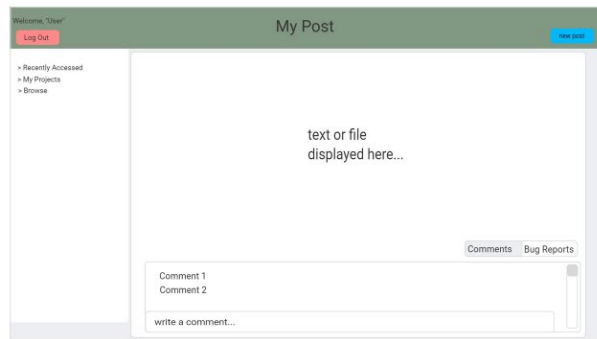 Welcome, "User"
Log Out
My Post
new post
> Recently Accessed
> My Projects
> Browse
text or file
displayed here...
Comments Bug Reports
Comment 1
Comment 2
write a comment...